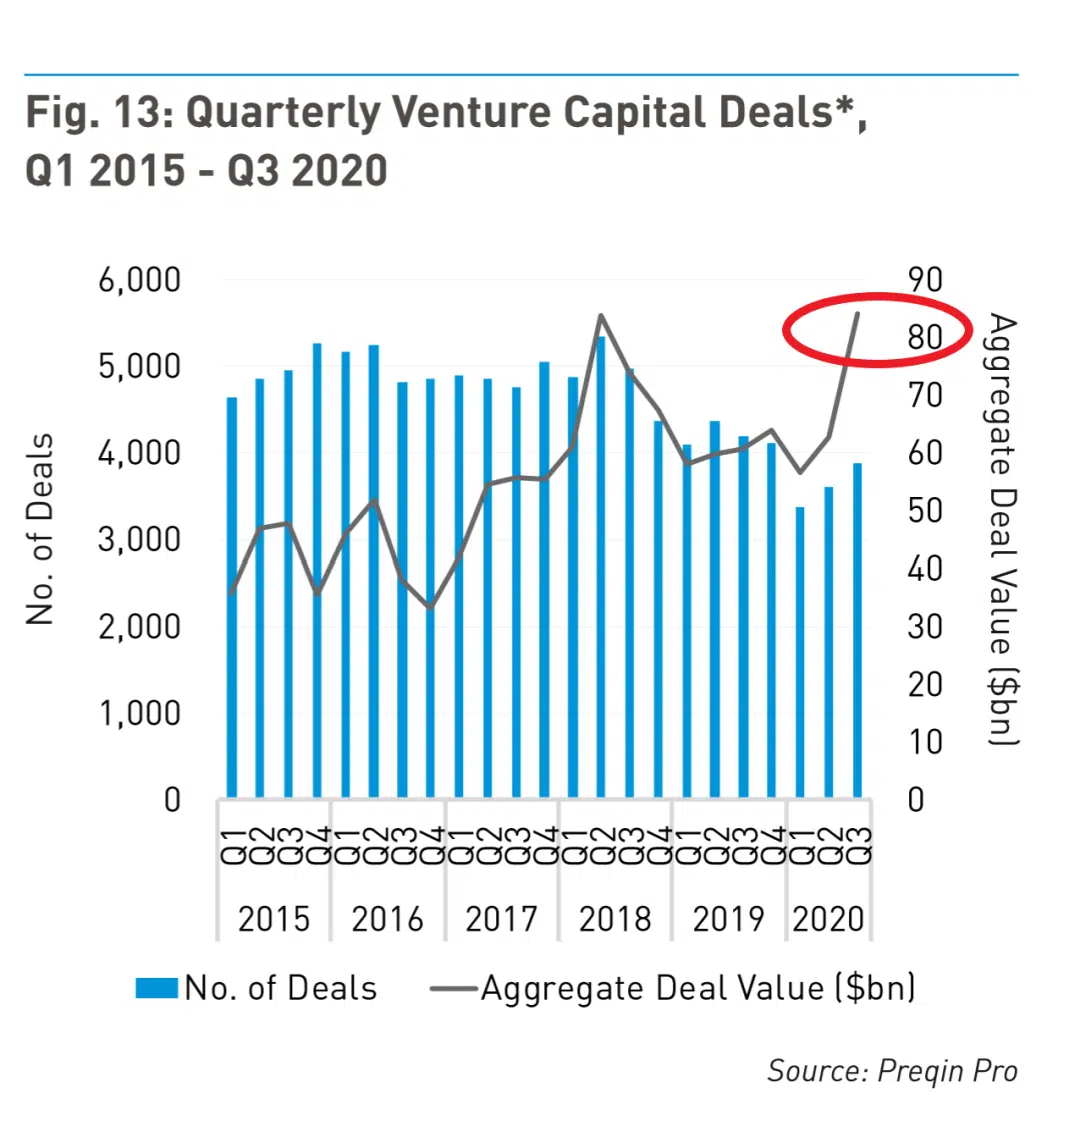 Fig. 13: Quarterly Venture Capital Deals*,
Q1 2015 - Q3 2020
No. of Deals
6,000
5,000
4,000
3,000
2,000
1,000
0
90
80
70
60
50
40
30
20
10
0
Aggregate Deal Value ($bn)
Q1 Q2 Q3 Q4 Q1 Q2 Q3 Q4 Q1 Q2 Q3 Q4 Q1 Q2 Q3 Q4 Q1 Q2 Q3 Q4 Q1 Q2 Q3
2015 2016 2017 2018 2019 2020
No. of Deals Aggregate Deal Value ($bn)
Source: Preqin Pro